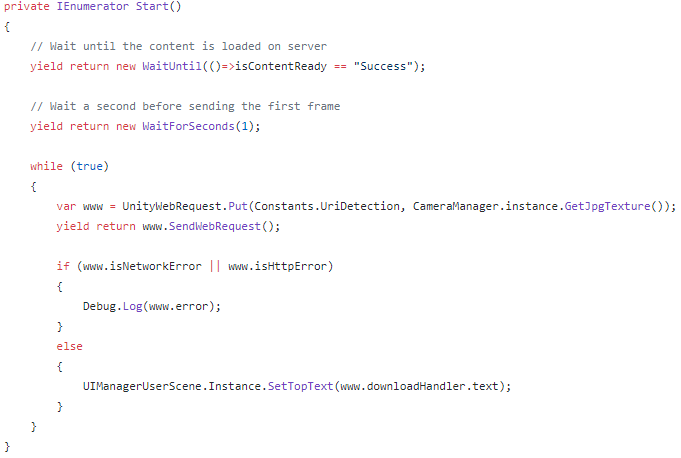 private IEnumerator Start()
{
    // Wait until the content is loaded on server
    yield return new WaitUntil(()=>isContentReady == "Success");

    // Wait a second before sending the first frame
    yield return new WaitForSeconds(1);

    while (true)
    {
        var www = UnityWebRequest.Put(Constants.UriDetection, CameraManager.instance.GetJpgTexture());
        yield return www.SendWebRequest();

        if (www.isNetworkError || www.isHttpError)
        {
            Debug.Log(www.error);
        }
        else
        {
            UIManagerUserScene.Instance.SetTopText(www.downloadHandler.text);
        }
    }
}